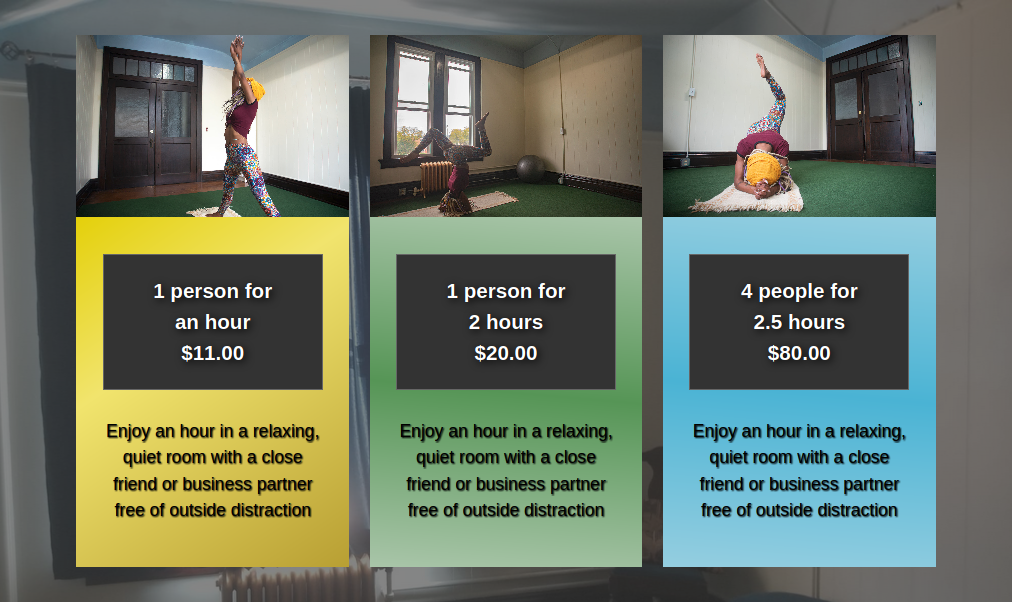 1 person for
an hour
$11.00
Enjoy an hour in a relaxing,
quiet room with a close
friend or business partner
free of outside distraction
1 person for
2 hours
$20.00
Enjoy an hour in a relaxing,
quiet room with a close
friend or business partner
free of outside distraction
4 people for
2.5 hours
$80.00
Enjoy an hour in a relaxing,
quiet room with a close
friend or business partner
free of outside distraction